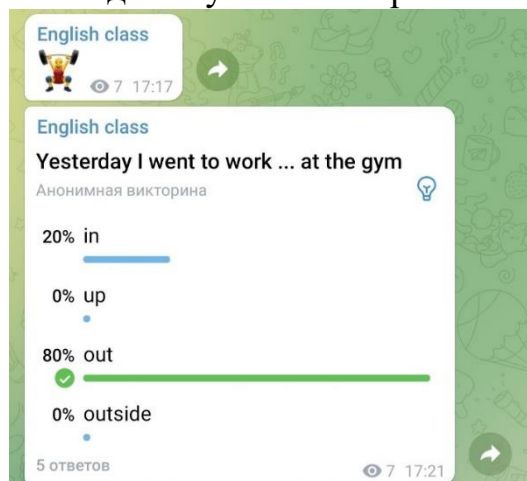 English class
7 17:17
English class
Yesterday I went to work ... at the gym
Анонимная викторина
20% in
0% up
80% out
0% outside
5 ответов
7 17:21